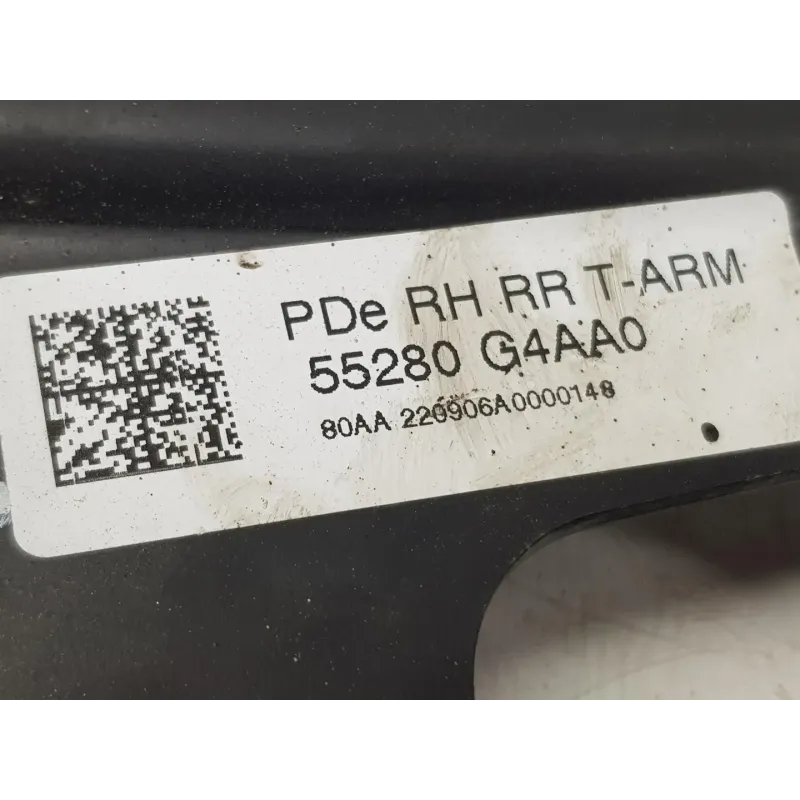 PDe RH RR T-ARM
55280 G4AA0
80AA 220906A0000148